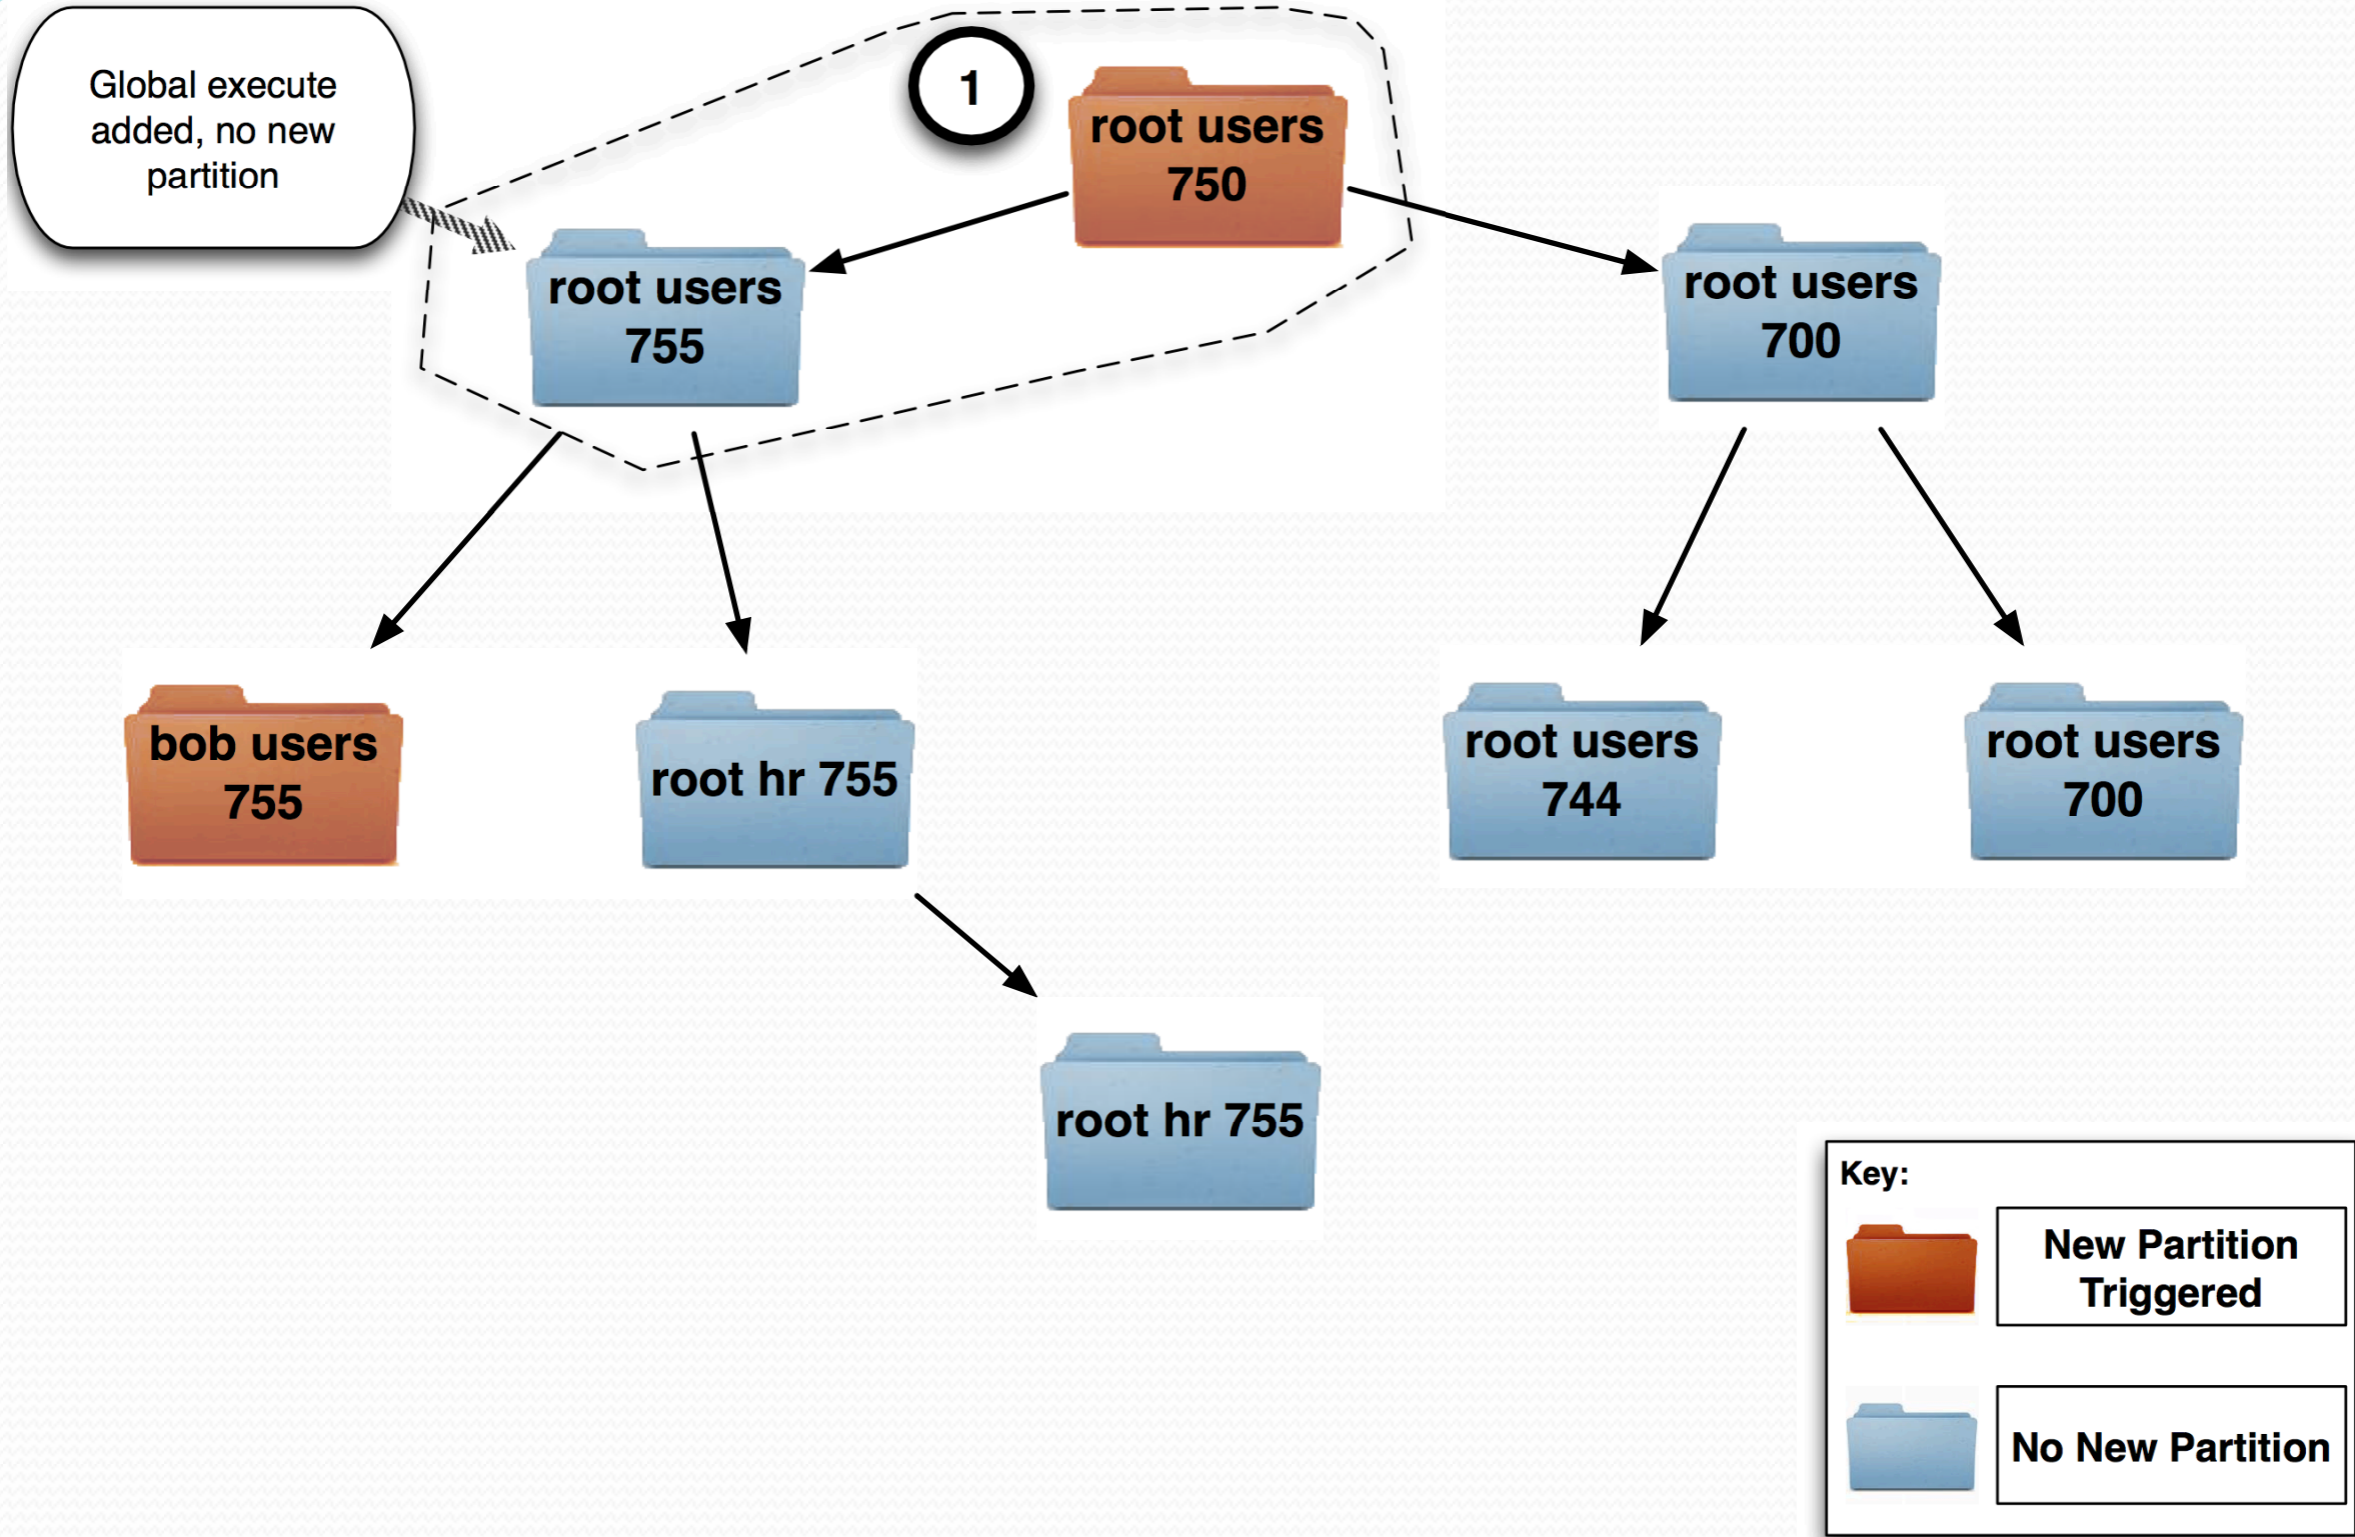 Global execute
added, no new
partition
1
root users
750
root users
755
root users
700
bob users
755
root hr 755
root users
744
root users
700
root hr 755
Key:
New Partition
Triggered
No New Partition